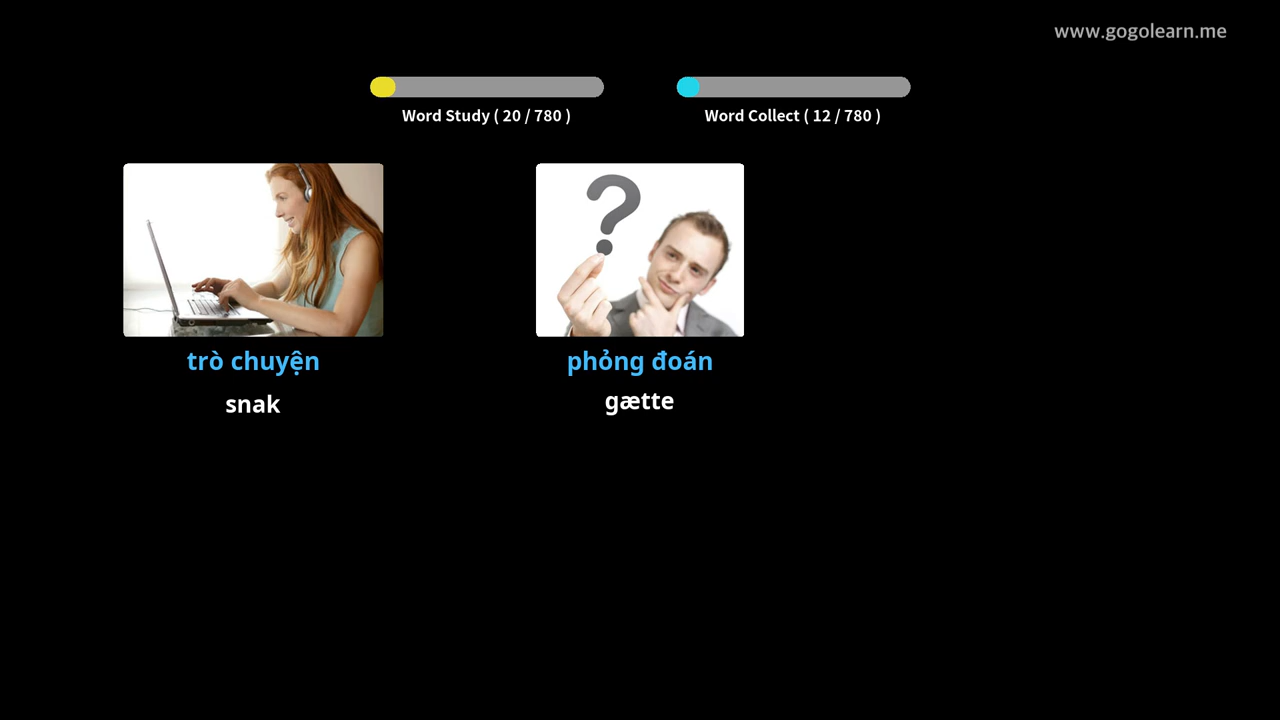 www.gogolearn.me
Word Study ( 20 / 780 )
Word Collect ( 12 / 780 )
trò chuyện
snak
phỏng đoán
gætte